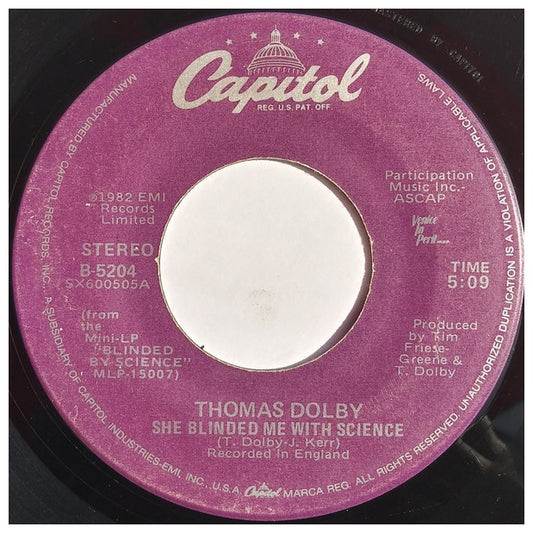 MASTERED BY CAPITOL
Capitol
REG. U.S. PAT. OFF.
©1982 EMI
Records
Limited
STEREO
B-5204
SX600505A
(from
the
Mini-LP
"BLINDED
BY SCIENCE"
MLP-15007)
Participation
Music Inc.-
ASCAP
Venice
In
Peril....
TIME
5:09
Produced
by Tim
Friese-
Greene &
T. Dolby
THOMAS DOLBY
SHE BLINDED ME WITH SCIENCE
(T. Dolby-J. Kerr)
Recorded in England
MANUFACTURED BY CAPITOL RECORDS, INC., A SUBSIDIARY OF CAPITOL INDUSTRIES-EMI, INC., U.S.A. Capitol MARCA REG. ALL RIGHTS RESERVED. UNAUTHORIZED DUPLICATION IS A VIOLATION OF APPLICABLE LAWS